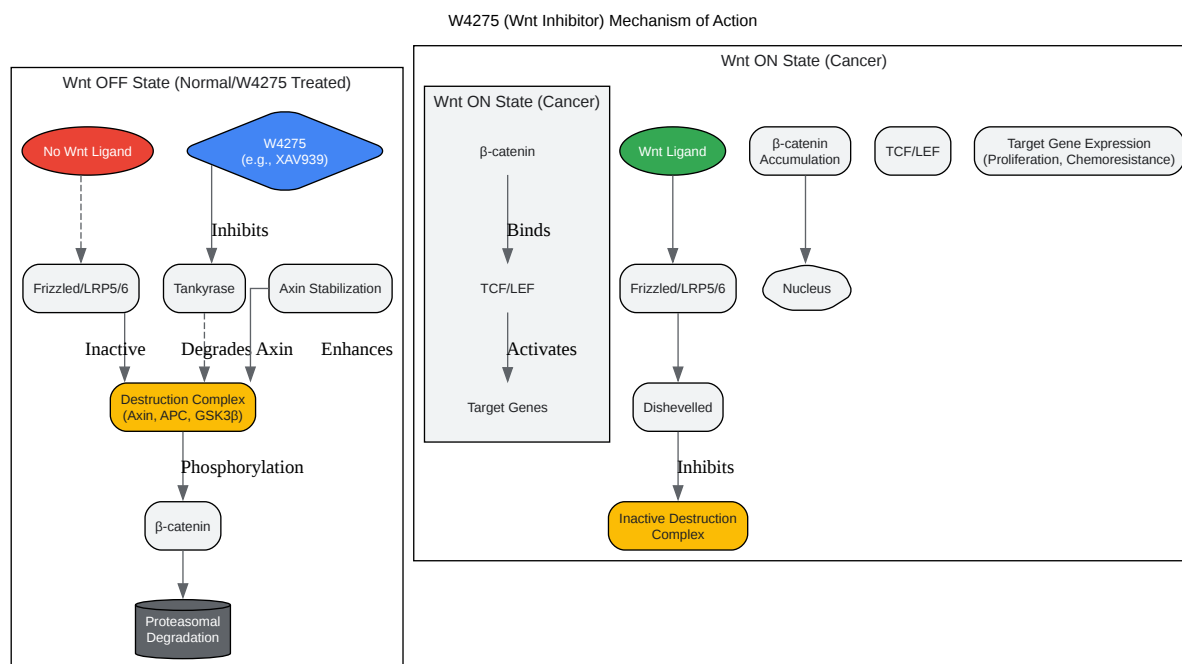 W4275 (Wnt Inhibitor) Mechanism of Action
Wnt OFF State (Normal/W4275 Treated)
No Wnt Ligand
W4275
(e.g., XAV939)
Inhibits
Frizzled/LRP5/6
Tankyrase
Axin Stabilization
Inactive
Degrades Axin
Enhances
Destruction Complex
(Axin, APC, GSK3β)
Phosphorylation
β-catenin
Proteasomal
Degradation
Wnt ON State (Cancer)
Wnt ON State (Cancer)
β-catenin
Binds
TCF/LEF
Activates
Target Genes
Wnt Ligand
Frizzled/LRP5/6
Dishevelled
Inhibits
Inactive Destruction
Complex
β-catenin
Accumulation
Nucleus
TCF/LEF
Target Gene Expression
(Proliferation, Chemoresistance)